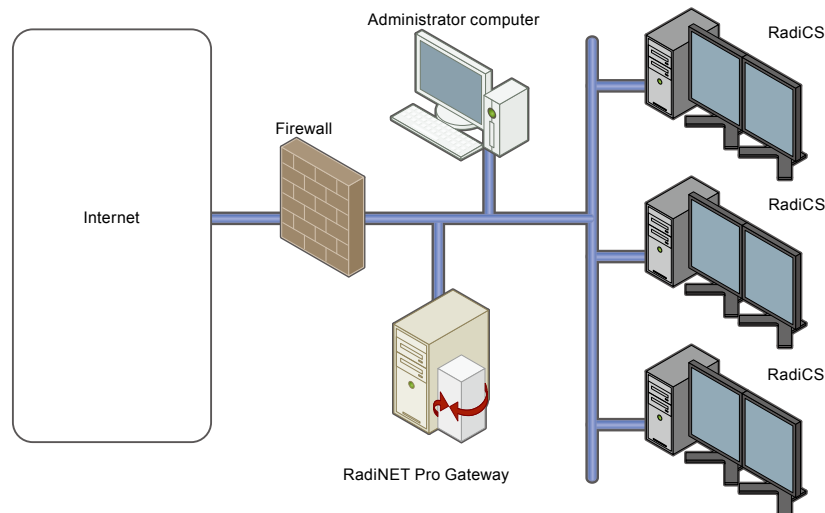 Administrator computer
RadiCS
Firewall
Internet
RadiCS
RadiCS
RadiNET Pro Gateway